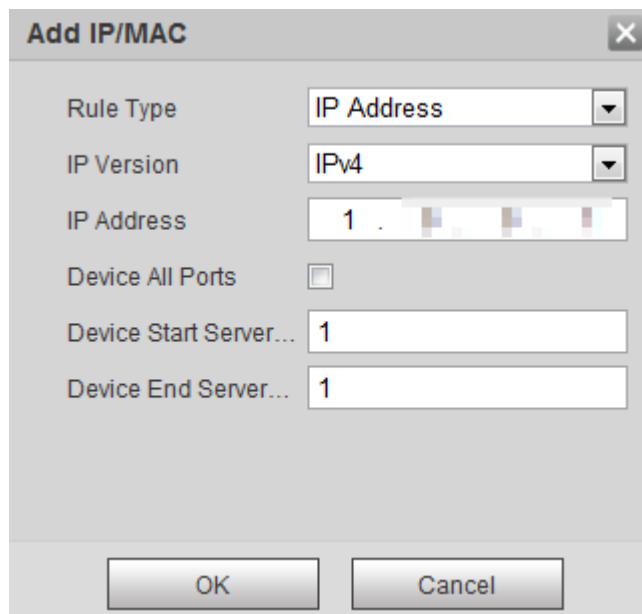 Add IP/MAC
Rule Type IP Address
IP Version IPv4
IP Address 1 .
Device All Ports
Device Start Server... 1
Device End Server... 1
OK Cancel